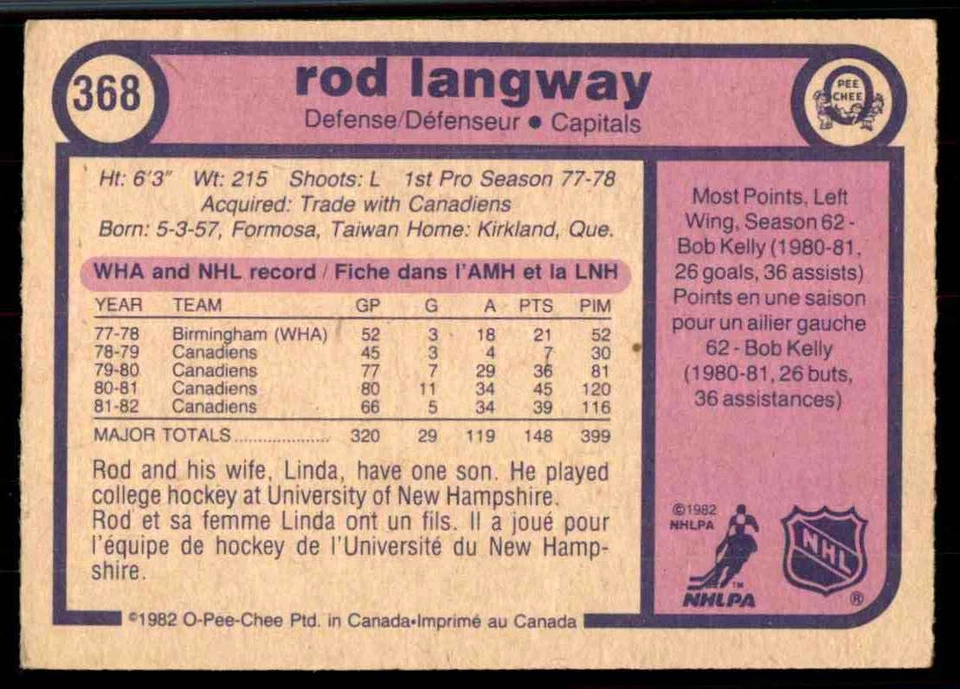 368
rod langway
Defense/Défenseur • Capitals
O
PEE
CHEE
Ht: 6'3" Wt: 215 Shoots: L 1st Pro Season 77-78
Acquired: Trade with Canadiens
Born: 5-3-57, Formosa, Taiwan Home: Kirkland, Que.
WHA and NHL record / Fiche dans l'AMH et la LNH
YEAR TEAM GP G A PTS PIM
77-78 Birmingham (WHA) 52 3 18 21 52
78-79 Canadiens 45 3 4 7 30
79-80 Canadiens 77 7 29 36 81
80-81 Canadiens 80 11 34 45 120
81-82 Canadiens 66 5 34 39 116
MAJOR TOTALS.................... 320 29 119 148 399
Rod and his wife, Linda, have one son. He played
college hockey at University of New Hampshire.
Rod et sa femme Linda ont un fils. Il a joué pour
l'équipe de hockey de l'Université du New Hamp-
shire.
Most Points, Left
Wing, Season 62 -
Bob Kelly (1980-81,
26 goals, 36 assists)
Points en une saison
pour un ailier gauche
62 - Bob Kelly
(1980-81, 26 buts,
36 assistances)
©1982
NHLPA
™
NHLPA
NHL
®
©1982 O-Pee-Chee Ptd. in Canada•Imprimé au Canada